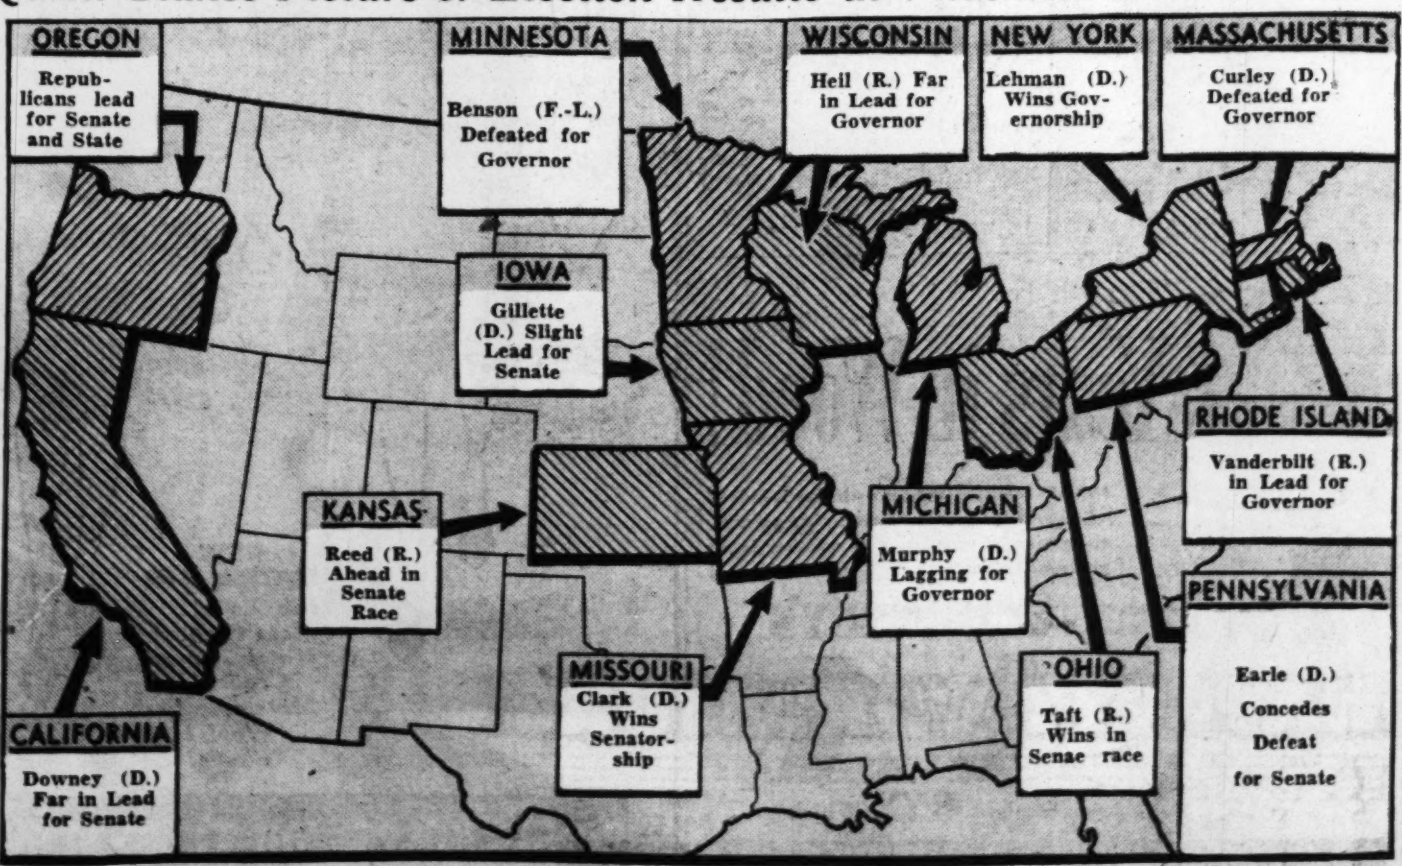 OREGON
Repub-
licans lead
for Senate
and State
MINNESOTA
Benson (F.-L.)
Defeated for
Governor
WISCONSIN
Heil (R.) Far
in Lead for
Governor
NEW YORK
Lehman (D.)
Wins Gov-
ernorship
MASSACHUSETTS
Curley (D.)
Defeated for
Governor
IOWA
Gillette
(D.) Slight
Lead for
Senate
RHODE ISLAND
Vanderbilt (R.)
in Lead for
Governor
KANSAS
Reed (R.)
Ahead in
Senate
Race
MICHIGAN
Murphy (D.)
Lagging for
Governor
PENNSYLVANIA
Earle (D.)
Concedes
Defeat
for Senate
MISSOURI
Clark (D.)
Wins
Senator-
ship
OHIO
Taft (R.)
Wins in
Senae race
CALIFORNIA
Downey (D.)
Far in Lead
for Senate